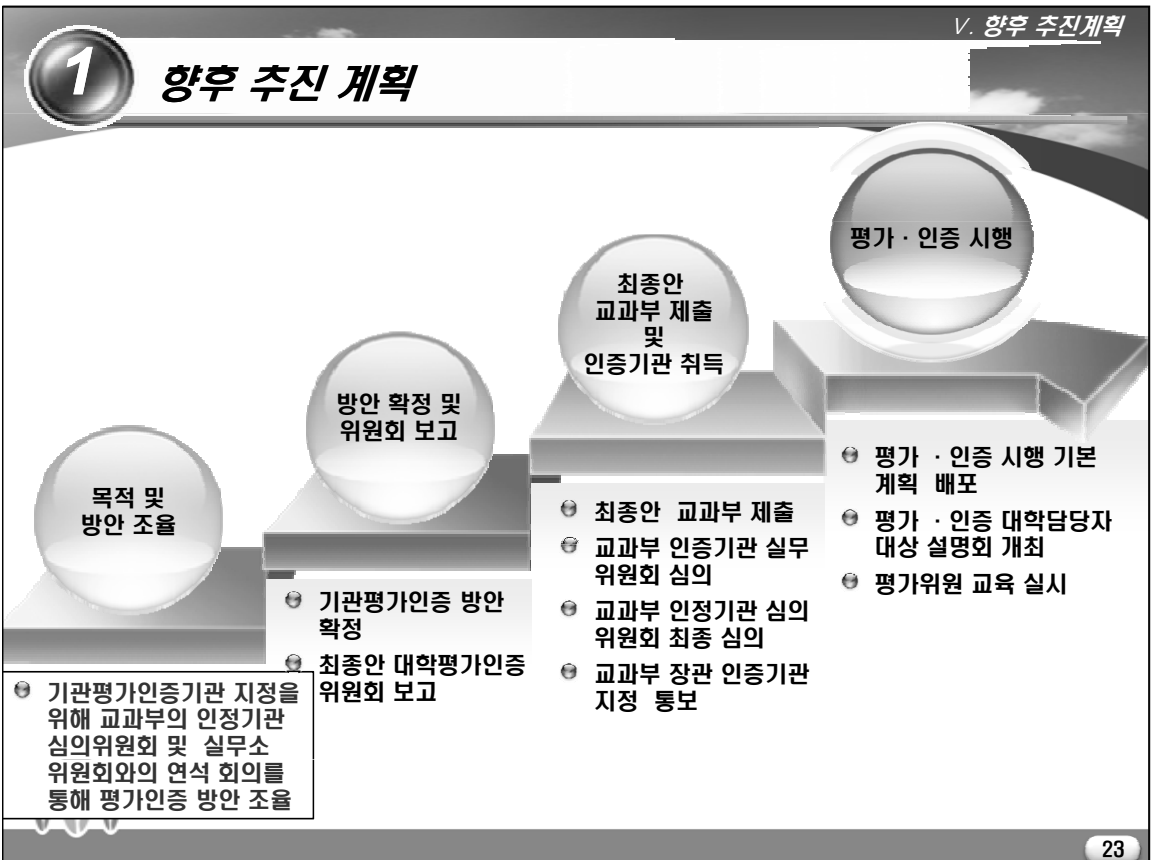 V. 향후 추진계획
1
향후 추진 계획
목적 및
방안 조율
기관평가인증기관 지정을
위해 교과부의 인정기관
심의위원회 및 실무소
위원회와의 연석 회의를
통해 평가인증 방안 조율
방안 확정 및
위원회 보고
기관평가인증 방안
확정
최종안 대학평가인증
위원회 보고
최종안
교과부 제출
및
인증기관 취득
최종안 교과부 제출
교과부 인증기관 실무
위원회 심의
교과부 인정기관 심의
위원회 최종 심의
교과부 장관 인증기관
지정 통보
평가 · 인증 시행
평가 · 인증 시행 기본
계획 배포
평가 · 인증 대학담당자
대상 설명회 개최
평가위원 교육 실시
23